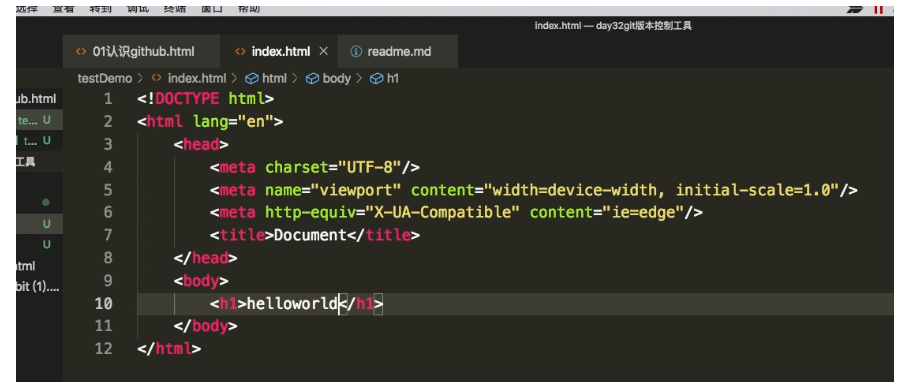 选择 查看 转到 调试 终端 窗口 帮助
index.html — day32git版本控制工具
<> 01认识github.html <> index.html × ⓘ readme.md
testDemo > <> index.html > html > body > h1
ub.html
te... U
t... U
工具
U
U
html
bit (1)....
1 <!DOCTYPE html>
2 <html lang="en">
3 <head>
4 <meta charset="UTF-8"/>
5 <meta name="viewport" content="width=device-width, initial-scale=1.0"/>
6 <meta http-equiv="X-UA-Compatible" content="ie=edge"/>
7 <title>Document</title>
8 </head>
9 <body>
10 <h1>helloworld</h1>
11 </body>
12 </html>